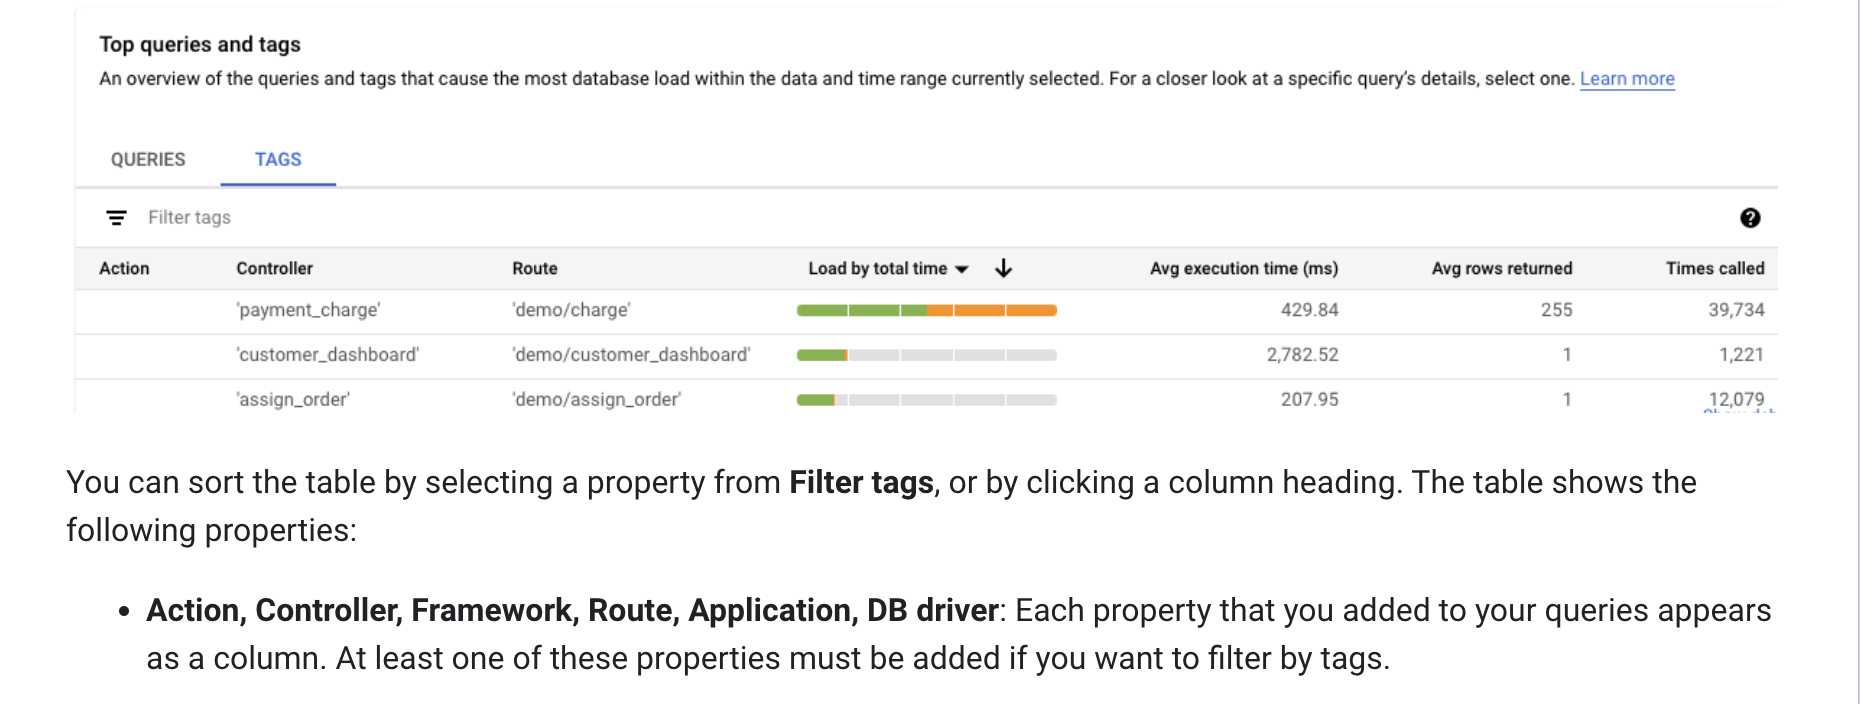 Top queries and tags
An overview of the queries and tags that cause the most database load within the data and time range currently selected. For a closer look at a specific query's details, select one. Learn more
QUERIES TAGS
Filter tags
Action Controller Route Load by total time Avg execution time (ms) Avg rows returned Times called
'payment_charge' 'demo/charge' 429.84 255 39,734
'customer_dashboard' 'demo/customer_dashboard' 2,782.52 1 1,221
'assign_order' 'demo/assign_order' 207.95 1 12,079
You can sort the table by selecting a property from Filter tags, or by clicking a column heading. The table shows the
following properties:
• Action, Controller, Framework, Route, Application, DB driver: Each property that you added to your queries appears
as a column. At least one of these properties must be added if you want to filter by tags.